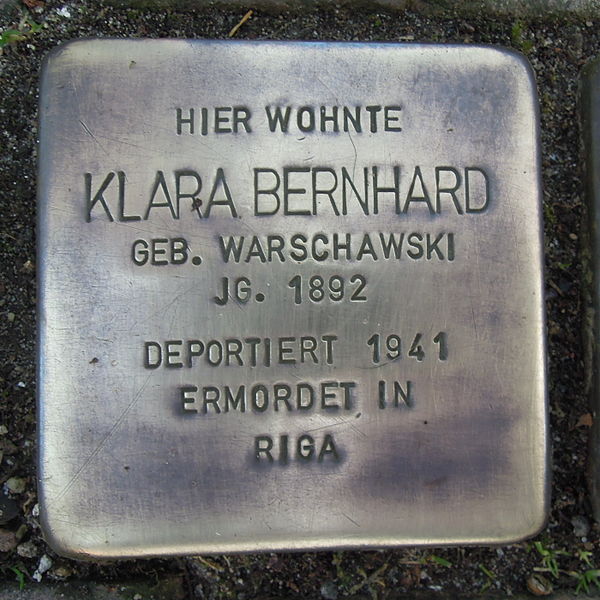 HIER WOHNTE
KLARA BERNHARD
GEB. WARSCHAWSKI
JG. 1892
DEPORTIERT 1941
ERMORDET IN
RIGA